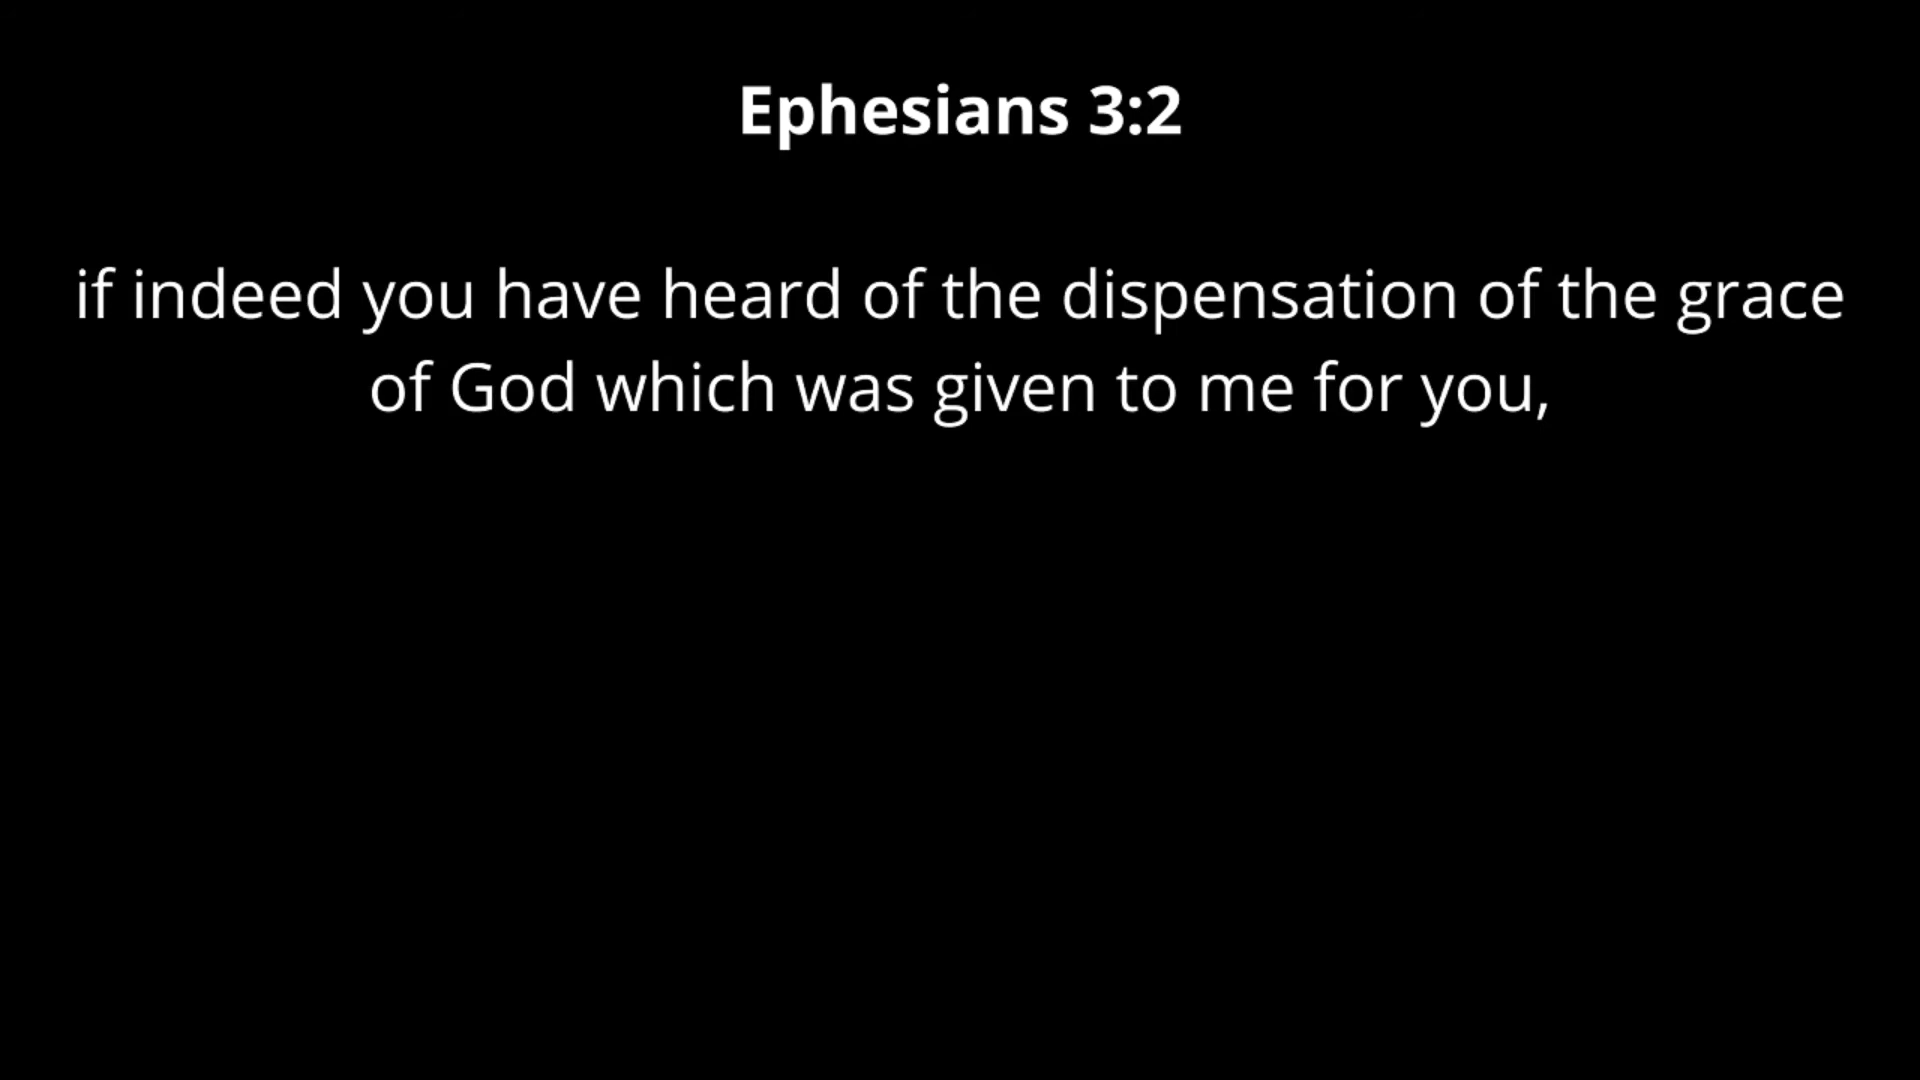 Ephesians 3:2
if indeed you have heard of the dispensation of the grace
of God which was given to me for you,